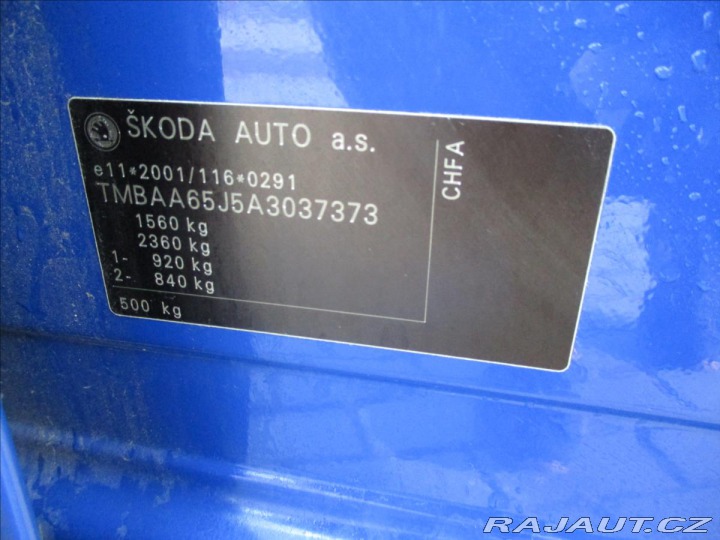 ŠKODA AUTO a.s.
e11*2001/116*0291
TMBAA65J5A3037373
1560 kg
2360 kg
1- 920 kg
2- 840 kg
500 kg
CHFA
RAJAUT.CZ